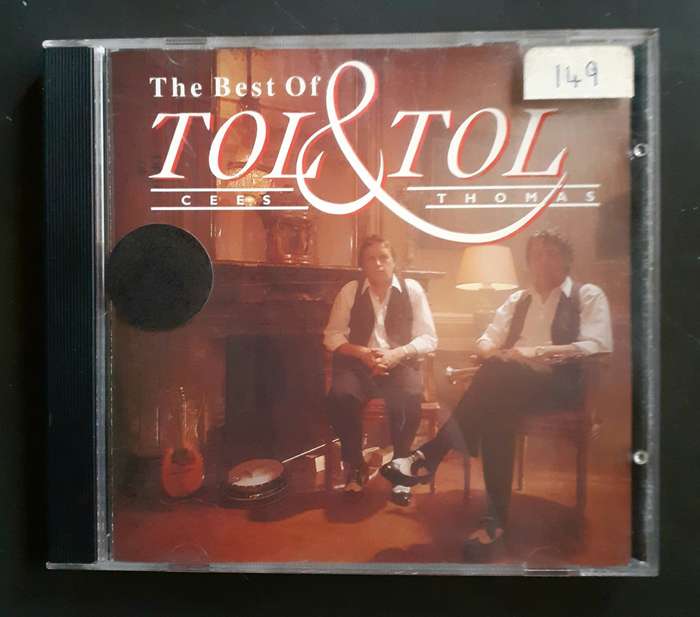 The Best Of
TOL & TOL
CEES THOMAS
149